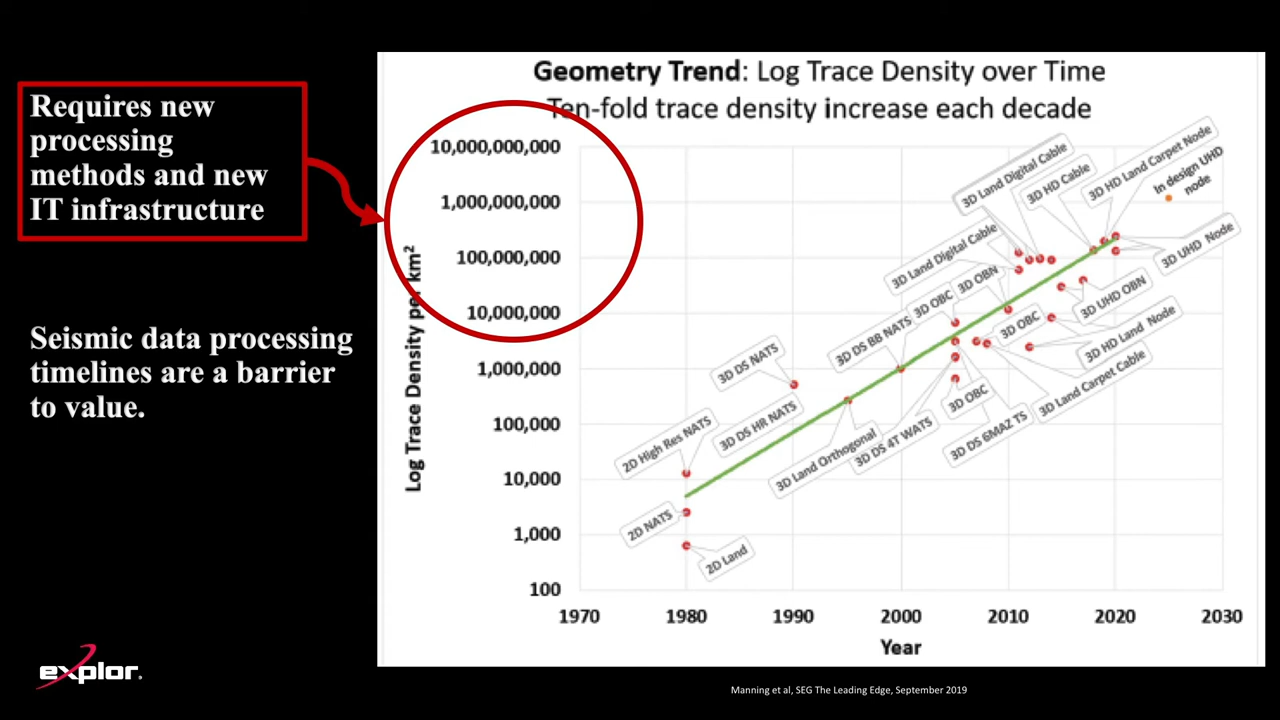 Requires new
processing
methods and new
IT infrastructure
Seismic data processing
timelines are a barrier
to value.
explor.
Geometry Trend: Log Trace Density over Time
Ten-fold trace density increase each decade
Log Trace Density per km²
10,000,000,000
1,000,000,000
100,000,000
10,000,000
1,000,000
100,000
10,000
1,000
100
1970 1980 1990 2000 2010 2020 2030
Year
3D Land Digital Cable
3D HD Cable
3D HD Land Carpet Node
In design UHD
node
3D Land Digital Cable
3D OBN
3D UHD Node
3D OBC
3D UHD OBN
3D DS BB NATS
3D OBC
3D HD Land Node
3D DS NATS
3D Land Carpet Cable
3D DS HR NATS
3D OBC
2D High Res NATS
3D Land Orthogonal
3D DS 4T WATS
3D DS 6MAZ TS
2D NATS
2D Land
Manning et al, SEG The Leading Edge, September 2019